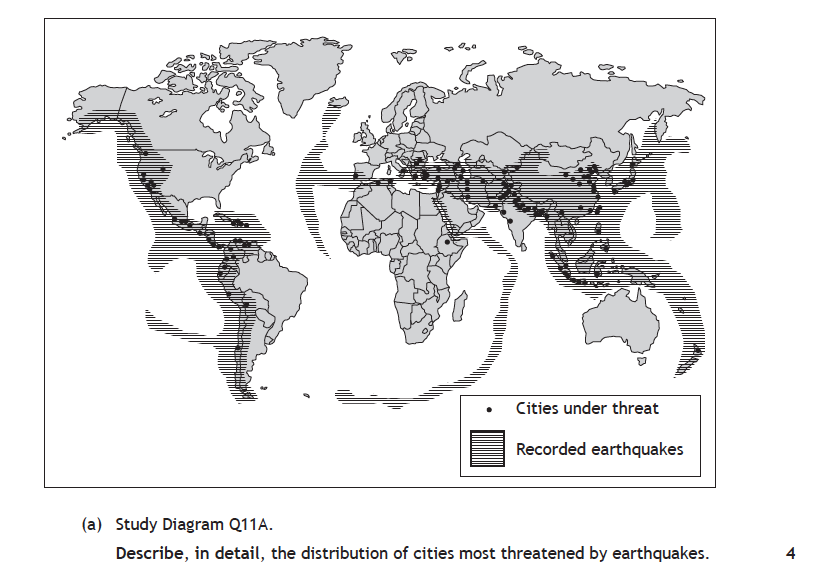 Cities under threat
Recorded earthquakes
(a) Study Diagram Q11A.
Describe, in detail, the distribution of cities most threatened by earthquakes. 4